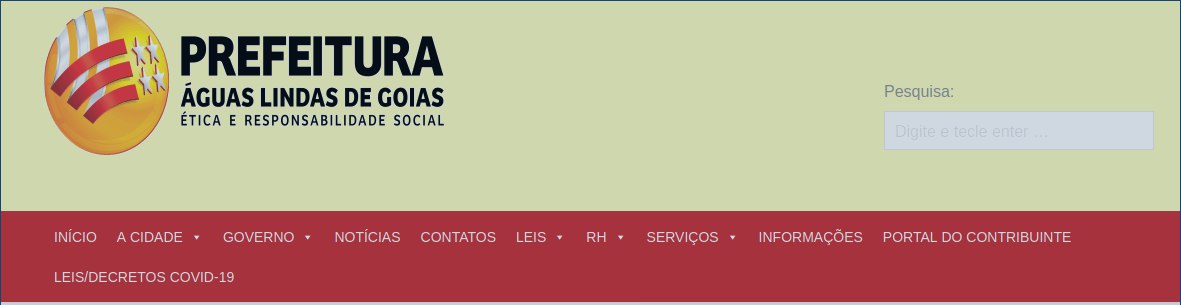 PREFEITURA
ÁGUAS LINDAS DE GOIAS
ÉTICA E RESPONSABILIDADE SOCIAL
Pesquisa:
Digite e tecle enter ...
INÍCIO A CIDADE GOVERNO NOTÍCIAS CONTATOS LEIS RH SERVIÇOS INFORMAÇÕES PORTAL DO CONTRIBUINTE
LEIS/DECRETOS COVID-19